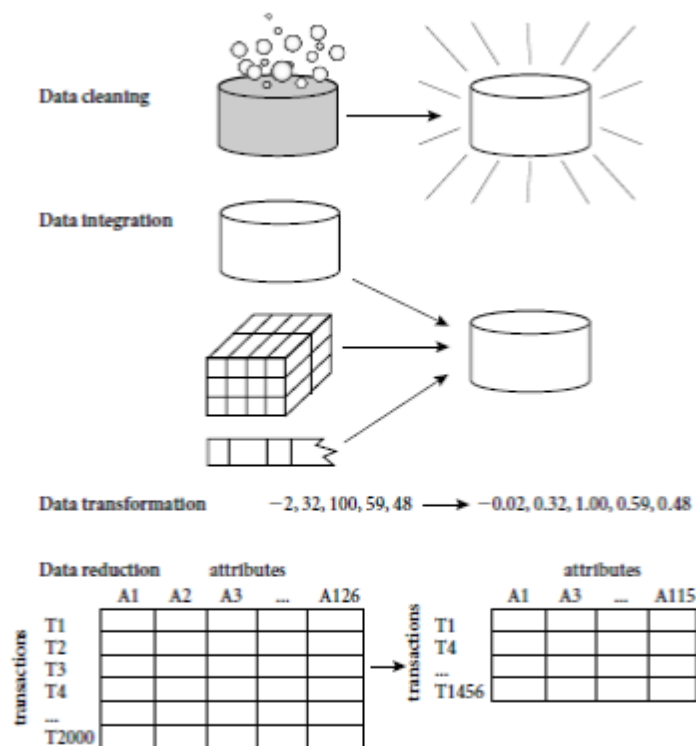 Data cleaning
Data integration
Data transformation −2, 32, 100, 59, 48 −0.02, 0.32, 1.00, 0.59, 0.48
Data reduction attributes attributes
A1 A2 A3 ... A126 A1 A3 ... A115
transactions
T1
T2
T3
T4
...
T2000
transactions
T1
T4
...
T1456